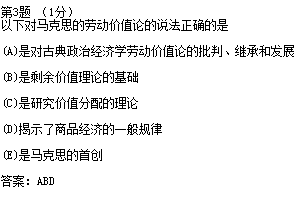 第3题 （1分）
以下对马克思的劳动价值论的说法正确的是
(A)是对古典政治经济学劳动价值论的批判、继承和发展
(B)是剩余价值理论的基础
(C)是研究价值分配的理论
(D)揭示了商品经济的一般规律
(E)是马克思的首创
答案：ABD